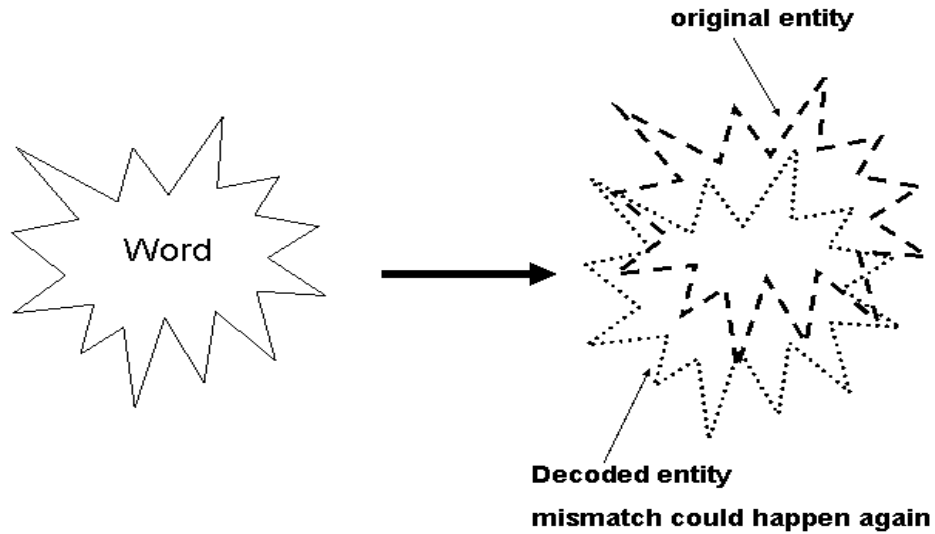 original entity
Word
Decoded entity
mismatch could happen again